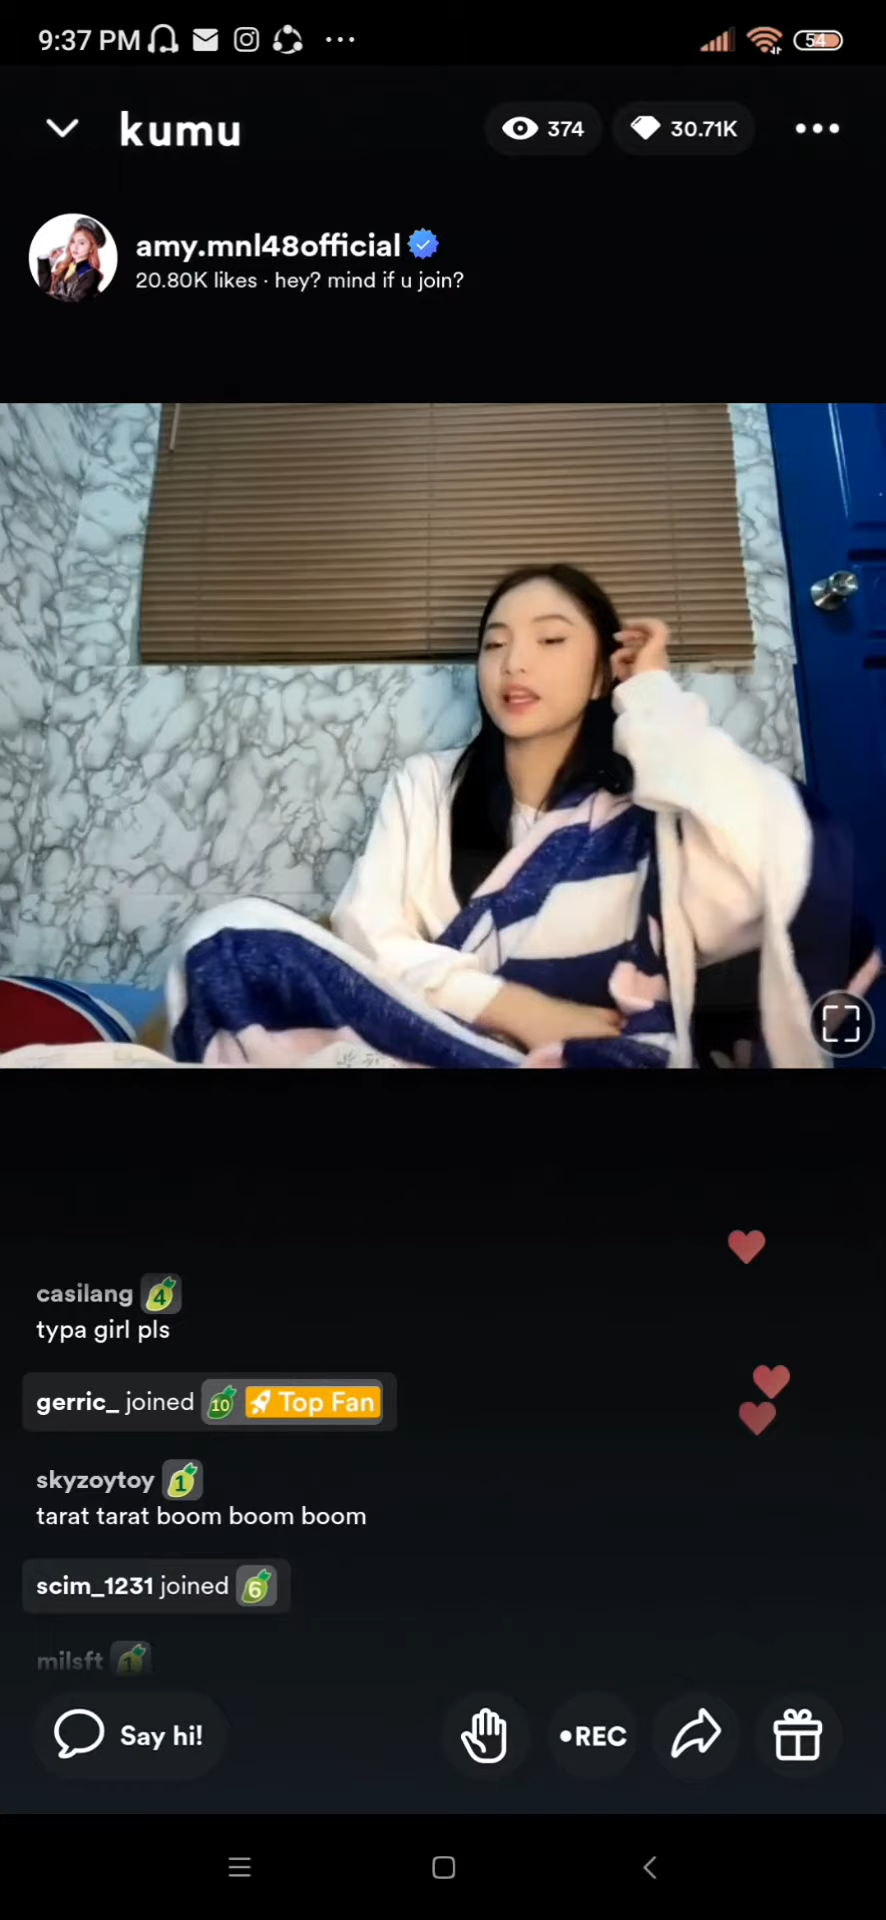 9:37 PM
54
kumu
374
30.71K
amy.mnl48official
20.80K likes · hey? mind if u join?
casilang 4
typa girl pls
gerric_ joined 10 Top Fan
skyzoytoy 1
tarat tarat boom boom boom
scim_1231 joined 6
milsft 1
Say hi!
•REC